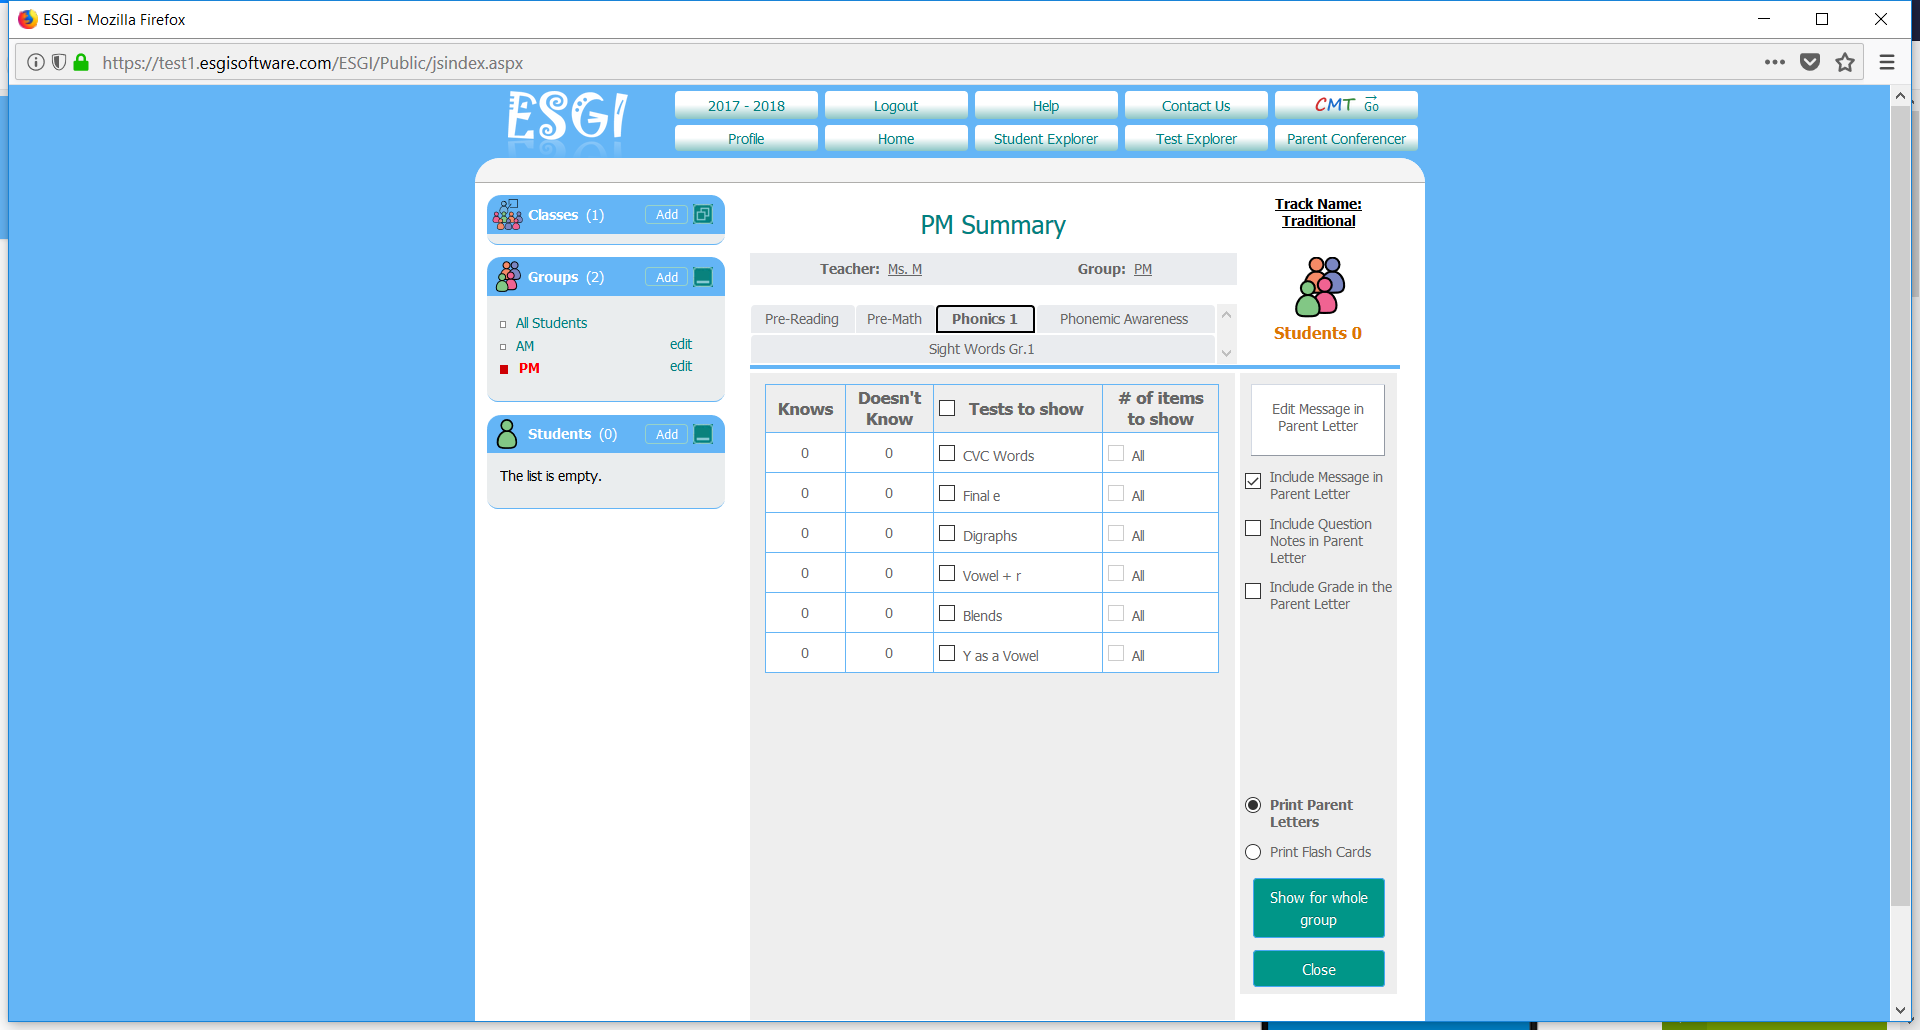 ESGI - Mozilla Firefox
https://test1.esgisoftware.com/ESGI/Public/jsindex.aspx
ESGI
2017 - 2018
Logout
Help
Contact Us
CMT Go
Profile
Home
Student Explorer
Test Explorer
Parent Conferencer
Classes (1)
Add
Groups (2)
Add
All Students
AM
edit
PM
edit
Students (0)
Add
The list is empty.
PM Summary
Teacher: Ms. M
Group: PM
Pre-Reading
Pre-Math
Phonics 1
Phonemic Awareness
Sight Words Gr.1
Track Name:
Traditional
Students 0
Knows
Doesn't
Know
Tests to show
# of items
to show
0 0 CVC Words All
0 0 Final e All
0 0 Digraphs All
0 0 Vowel + r All
0 0 Blends All
0 0 Y as a Vowel All
Edit Message in
Parent Letter
Include Message in
Parent Letter
Include Question
Notes in Parent
Letter
Include Grade in the
Parent Letter
Print Parent
Letters
Print Flash Cards
Show for whole
group
Close